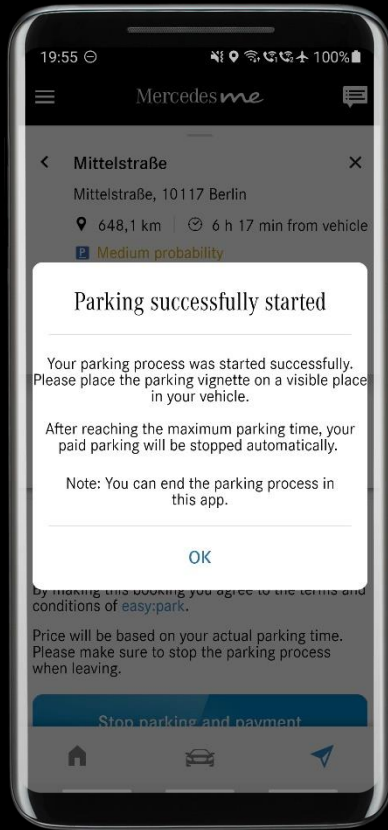 19:55
100%
Mercedes me
Mittelstraße
Mittelstraße, 10117 Berlin
648,1 km
6 h 17 min from vehicle
P Medium probability
Parking successfully started
Your parking process was started successfully.
Please place the parking vignette on a visible place
in your vehicle.
After reaching the maximum parking time, your
paid parking will be stopped automatically.
Note: You can end the parking process in
this app.
OK
By making this booking you agree to the terms and
conditions of easy:park.
Price will be based on your actual parking time.
Please make sure to stop the parking process
when leaving.
Stop parking and payment